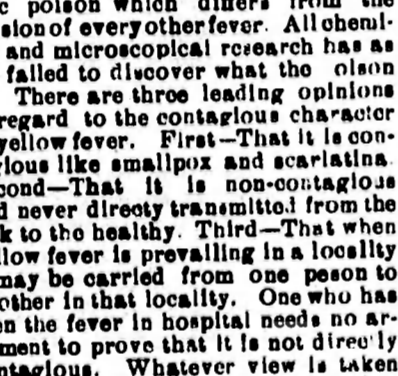 c poison which differs from the
sion of every other fever. All chemi-
and microscopical research has as
failed to discover what the oison
There are three leading opinions
regard to the contagious character
yellow fever. First—That it is con-
gious like smallpox and scarlatina
cond—That it is non-contagious
d never directy transmitted from the
k to the healthy. Third—That when
llow fever is prevailing in a locality
may be carried from one peson to
other in that locality. One who has
en the fever in hospital needs no ar-
ment to prove that it is not directly
ntagious. Whatever view is taken